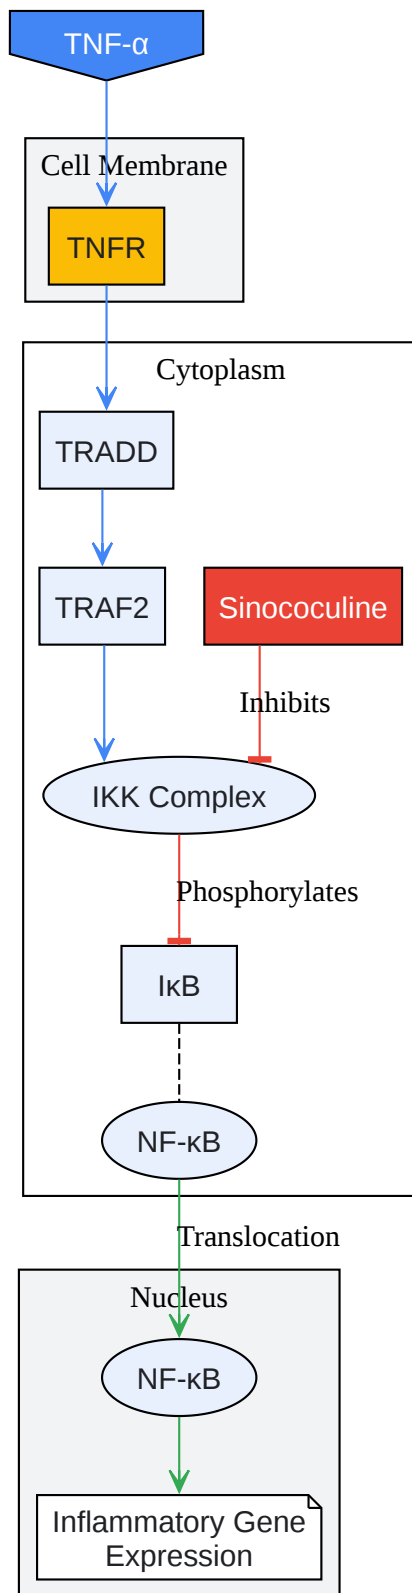 TNF-α
Cell Membrane
TNFR
Cytoplasm
TRADD
TRAF2
Sinococuline
Inhibits
IKK Complex
Phosphorylates
IκB
NF-κB
Translocation
Nucleus
NF-κB
Inflammatory Gene
Expression